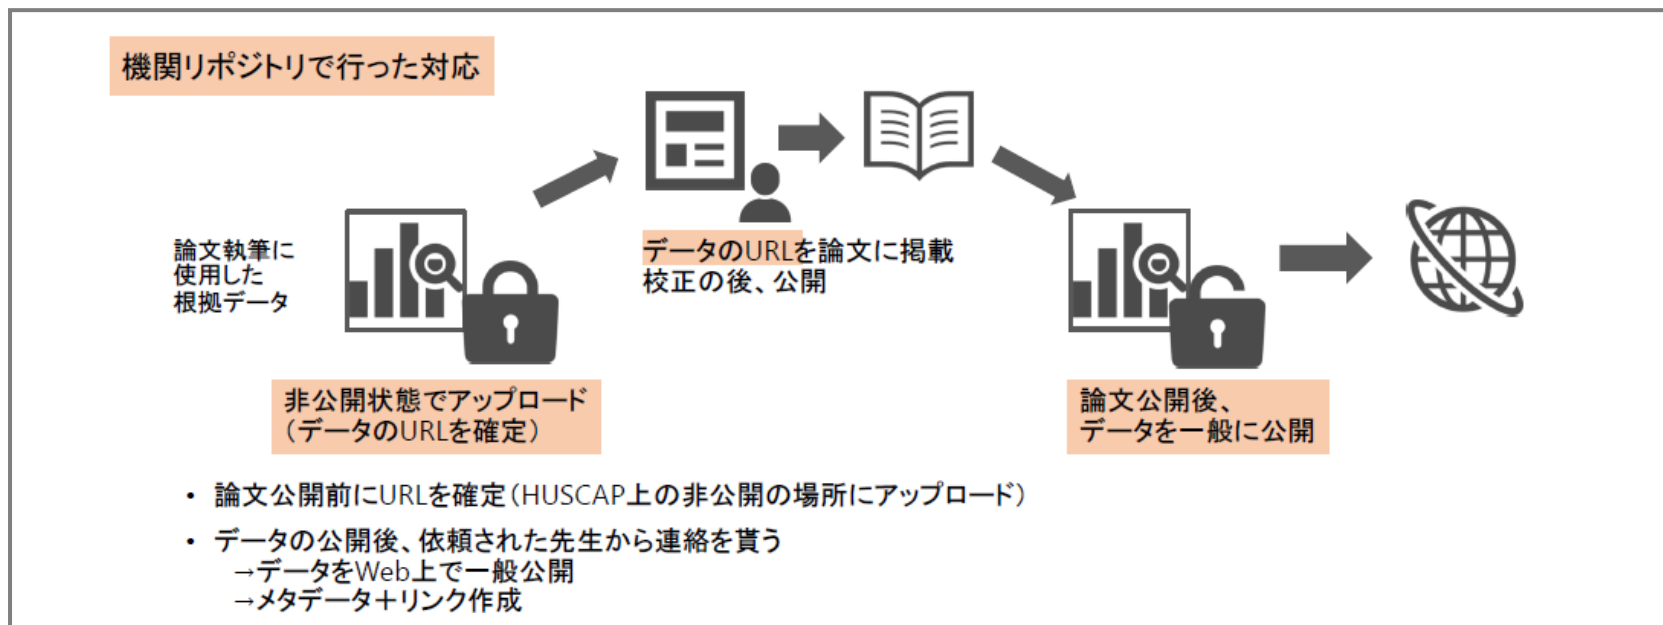 機関リポジトリで行った対応
論文執筆に
使用した
根拠データ
データのURLを論文に掲載
校正の後、公開
非公開状態でアップロード
（データのURLを確定）
論文公開後、
データを一般に公開
• 論文公開前にURLを確定（HUSCAP上の非公開の場所にアップロード）
• データの公開後、依頼された先生から連絡を貰う
→データをWeb上で一般公開
→メタデータ＋リンク作成